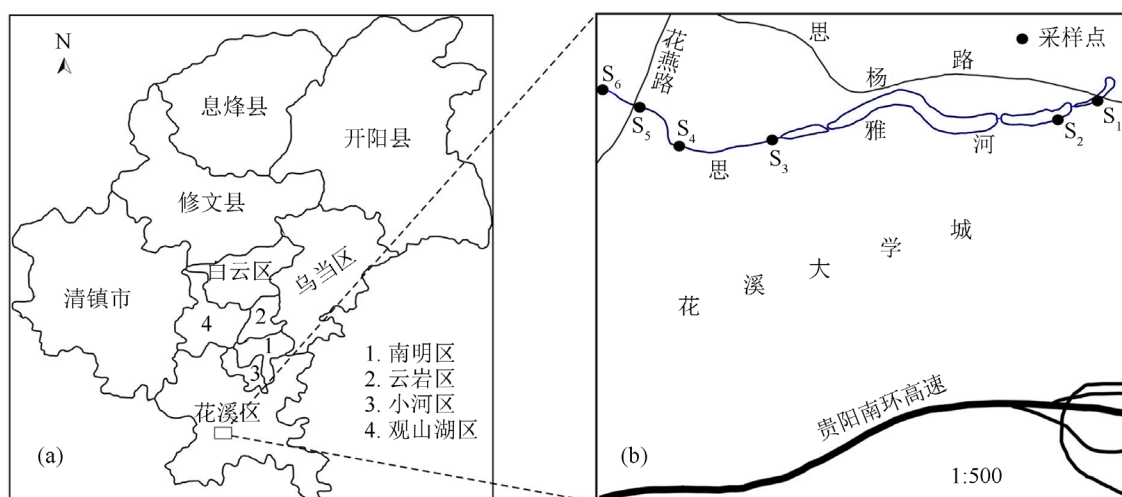 N
息烽县
开阳县
修文县
白云区
乌当区
清镇市
4
2
1
3
花溪区
1. 南明区
2. 云岩区
3. 小河区
4. 观山湖区
(a)
花燕路
思杨路
采样点
S6
S5
S4
S3
S2
S1
思雅河
花溪大学城
贵阳南环高速
(b)
1:500